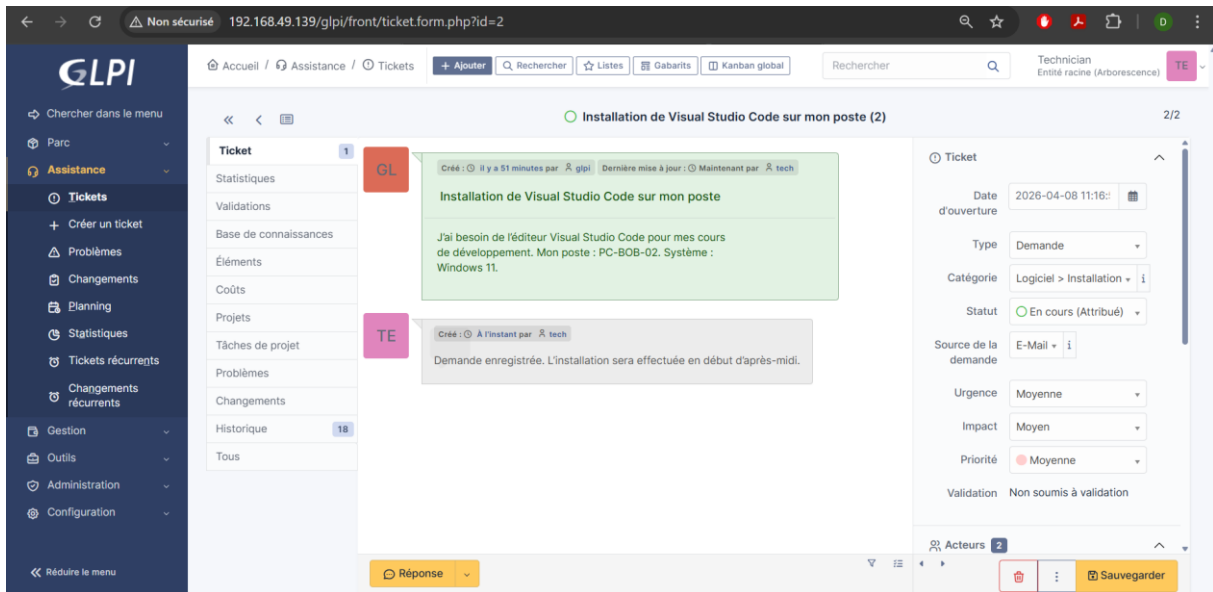 Non sécurisé 192.168.49.139/glpi/front/ticket.form.php?id=2
D
GLPI
Accueil / Assistance / Tickets
+ Ajouter
Rechercher
Listes
Gabarits
Kanban global
Rechercher
Technician
Entité racine (Arborescence)
TE
Chercher dans le menu
Parc
Assistance
Tickets
+ Créer un ticket
Problèmes
Changements
Planning
Statistiques
Tickets récurrents
Changements
récurrents
Gestion
Outils
Administration
Configuration
Réduire le menu
Installation de Visual Studio Code sur mon poste (2)
2/2
Ticket 1
Statistiques
Validations
Base de connaissances
Éléments
Coûts
Projets
Tâches de projet
Problèmes
Changements
Historique 18
Tous
GL
Créé : il y a 51 minutes par glpi Dernière mise à jour : Maintenant par tech
Installation de Visual Studio Code sur mon poste
J'ai besoin de l'éditeur Visual Studio Code pour mes cours
de développement. Mon poste : PC-BOB-02. Système :
Windows 11.
TE
Créé : À l'instant par tech
Demande enregistrée. L'installation sera effectuée en début d'après-midi.
Réponse
Ticket
Date
d'ouverture
2026-04-08 11:16:
Type Demande
Catégorie Logiciel > Installation i
Statut En cours (Attribué)
Source de la
demande
E-Mail i
Urgence Moyenne
Impact Moyen
Priorité Moyenne
Validation Non soumis à validation
Acteurs 2
Sauvegarder